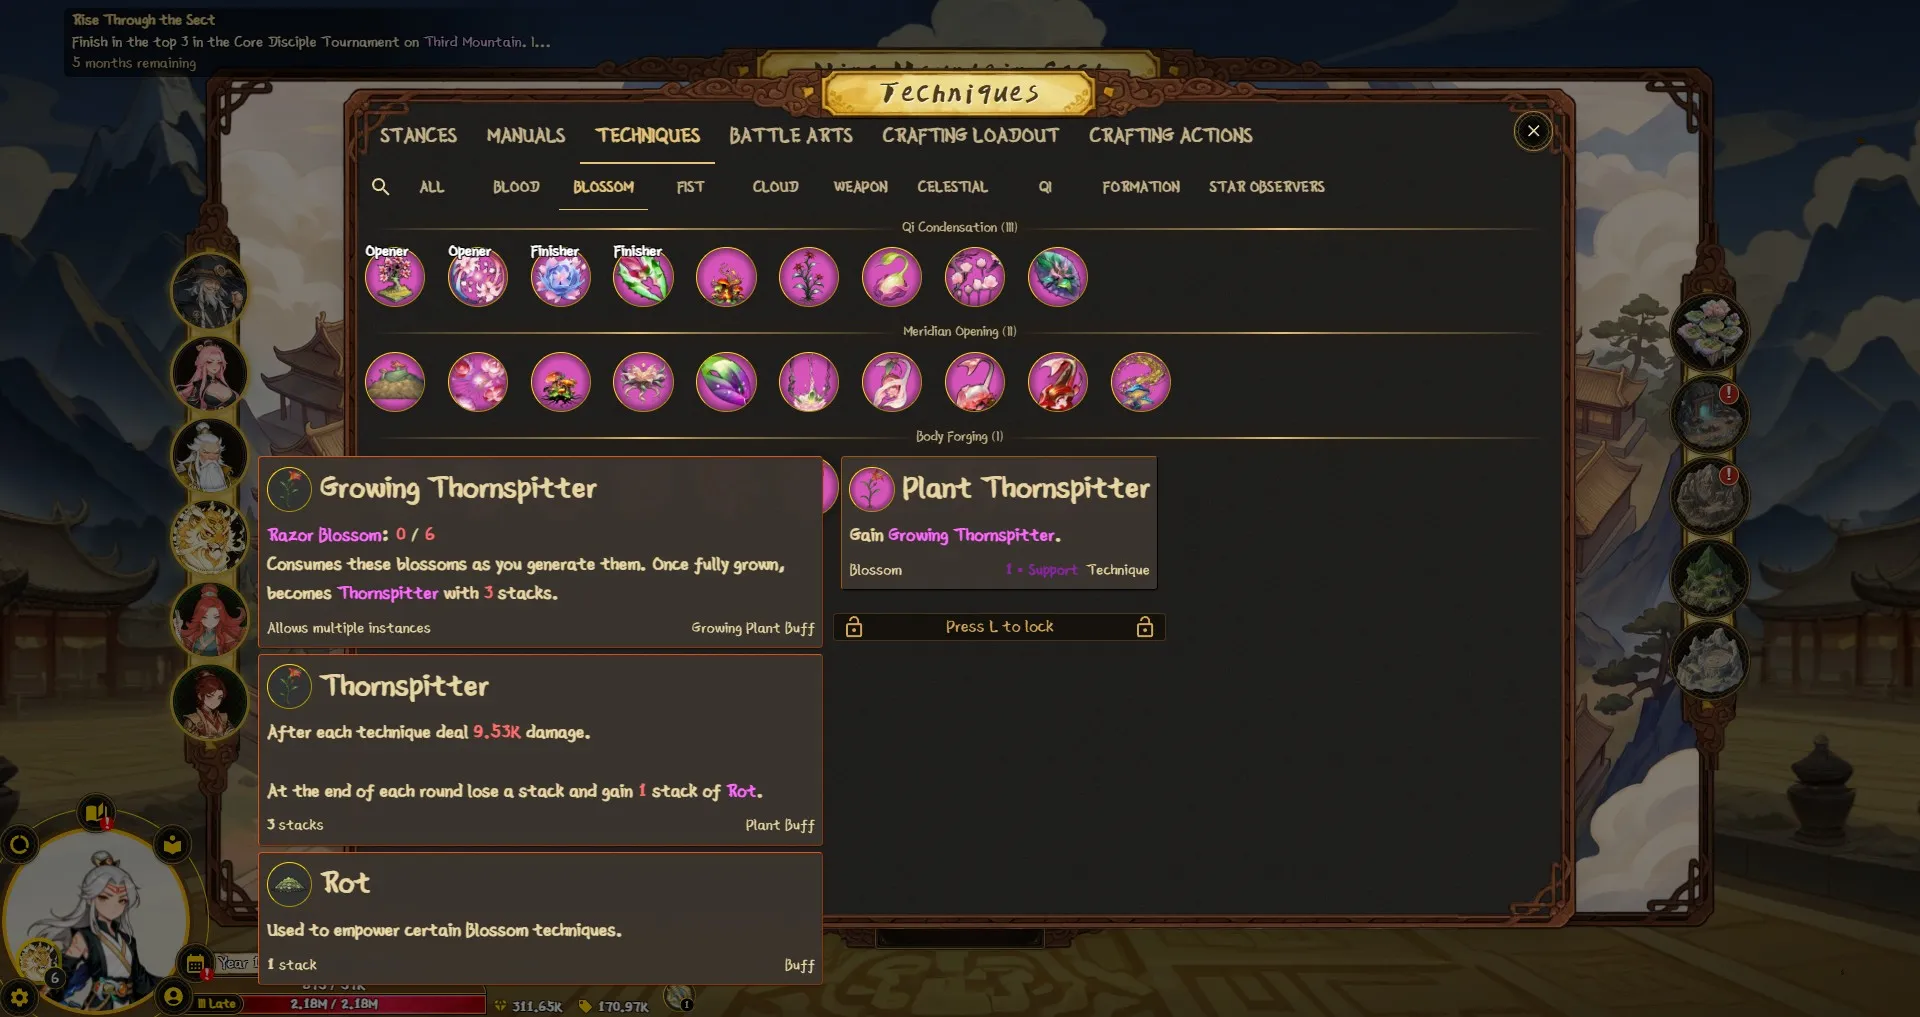 Rise Through the Sect
Finish in the top 3 in the Core Disciple Tournament on Third Mountain. I...
5 months remaining
Techniques
STANCES MANUALS TECHNIQUES BATTLE ARTS CRAFTING LOADOUT CRAFTING ACTIONS
ALL BLOOD BLOSSOM FIST CLOUD WEAPON CELESTIAL QI FORMATION STAR OBSERVERS
Qi Condensation (III)
Opener Opener Finisher Finisher
Meridian Opening (II)
Body Forging (I)
Growing Thornspitter
Razor Blossom: 0 / 6
Consumes these blossoms as you generate them. Once fully grown,
becomes Thornspitter with 3 stacks.
Allows multiple instances Growing Plant Buff
Plant Thornspitter
Gain Growing Thornspitter.
Blossom 1 • Support Technique
Press L to lock
Thornspitter
After each technique deal 9.53K damage.
At the end of each round lose a stack and gain 1 stack of Rot.
3 stacks Plant Buff
Rot
Used to empower certain Blossom techniques.
1 stack Buff
Year
6
III Late
2.18M / 2.18M
311.65K 170.97K 1